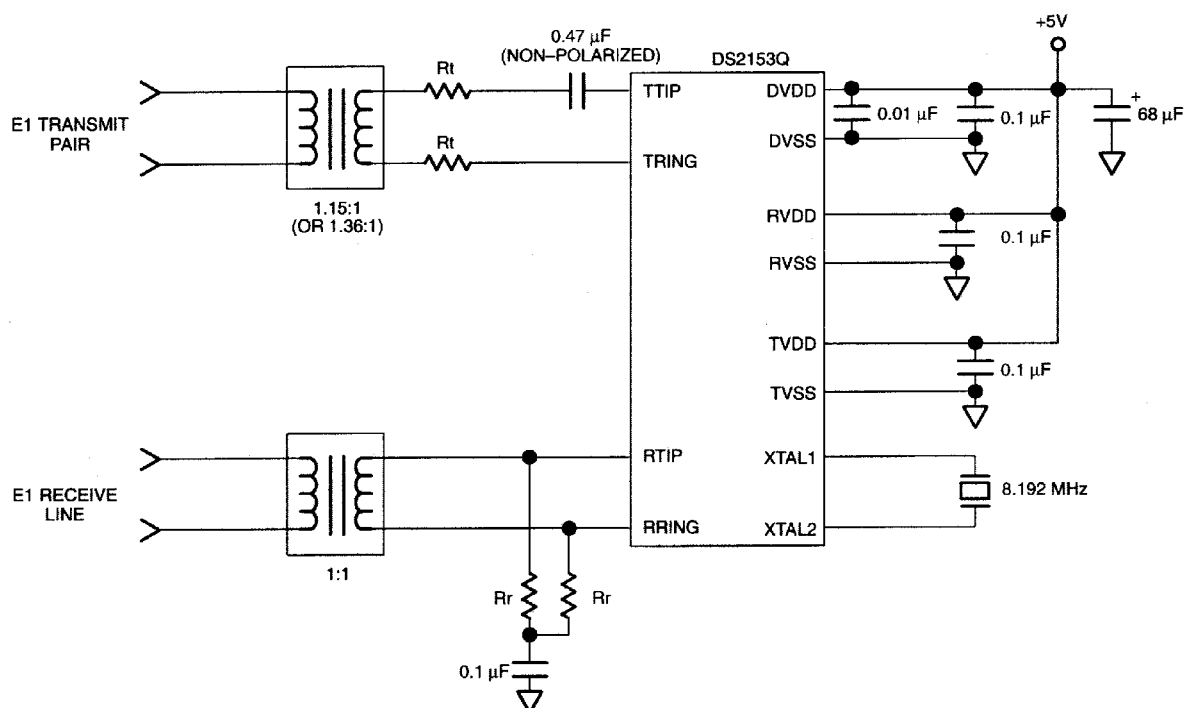 0.47 µF
(NON–POLARIZED)
DS2153Q
+5V
Rt
TTIP
DVDD
0.01 µF
0.1 µF
+
68 µF
E1 TRANSMIT
PAIR
DVSS
Rt
TRING
1.15:1
(OR 1.36:1)
RVDD
0.1 µF
RVSS
TVDD
0.1 µF
TVSS
RTIP
XTAL1
8.192 MHz
E1 RECEIVE
LINE
RRING
XTAL2
1:1
Rr
Rr
0.1 µF